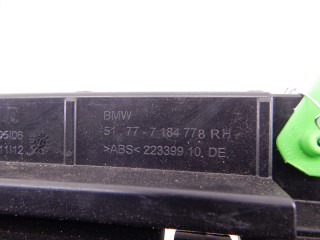 BMW
51. 77-7 184 778 RH
>ABS< 223399 10. DE